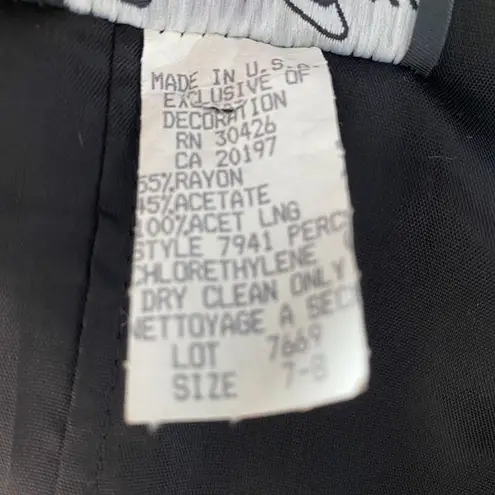 MADE IN U.S.A.
EXCLUSIVE OF
DECORATION
RN 30426
CA 20197
55%RAYON
45%ACETATE
100%ACET LNG
STYLE 7941 PERC
CHLORETHYLENE
DRY CLEAN ONLY
NETTOYAGE A SEC
LOT 7669
SIZE 7-8